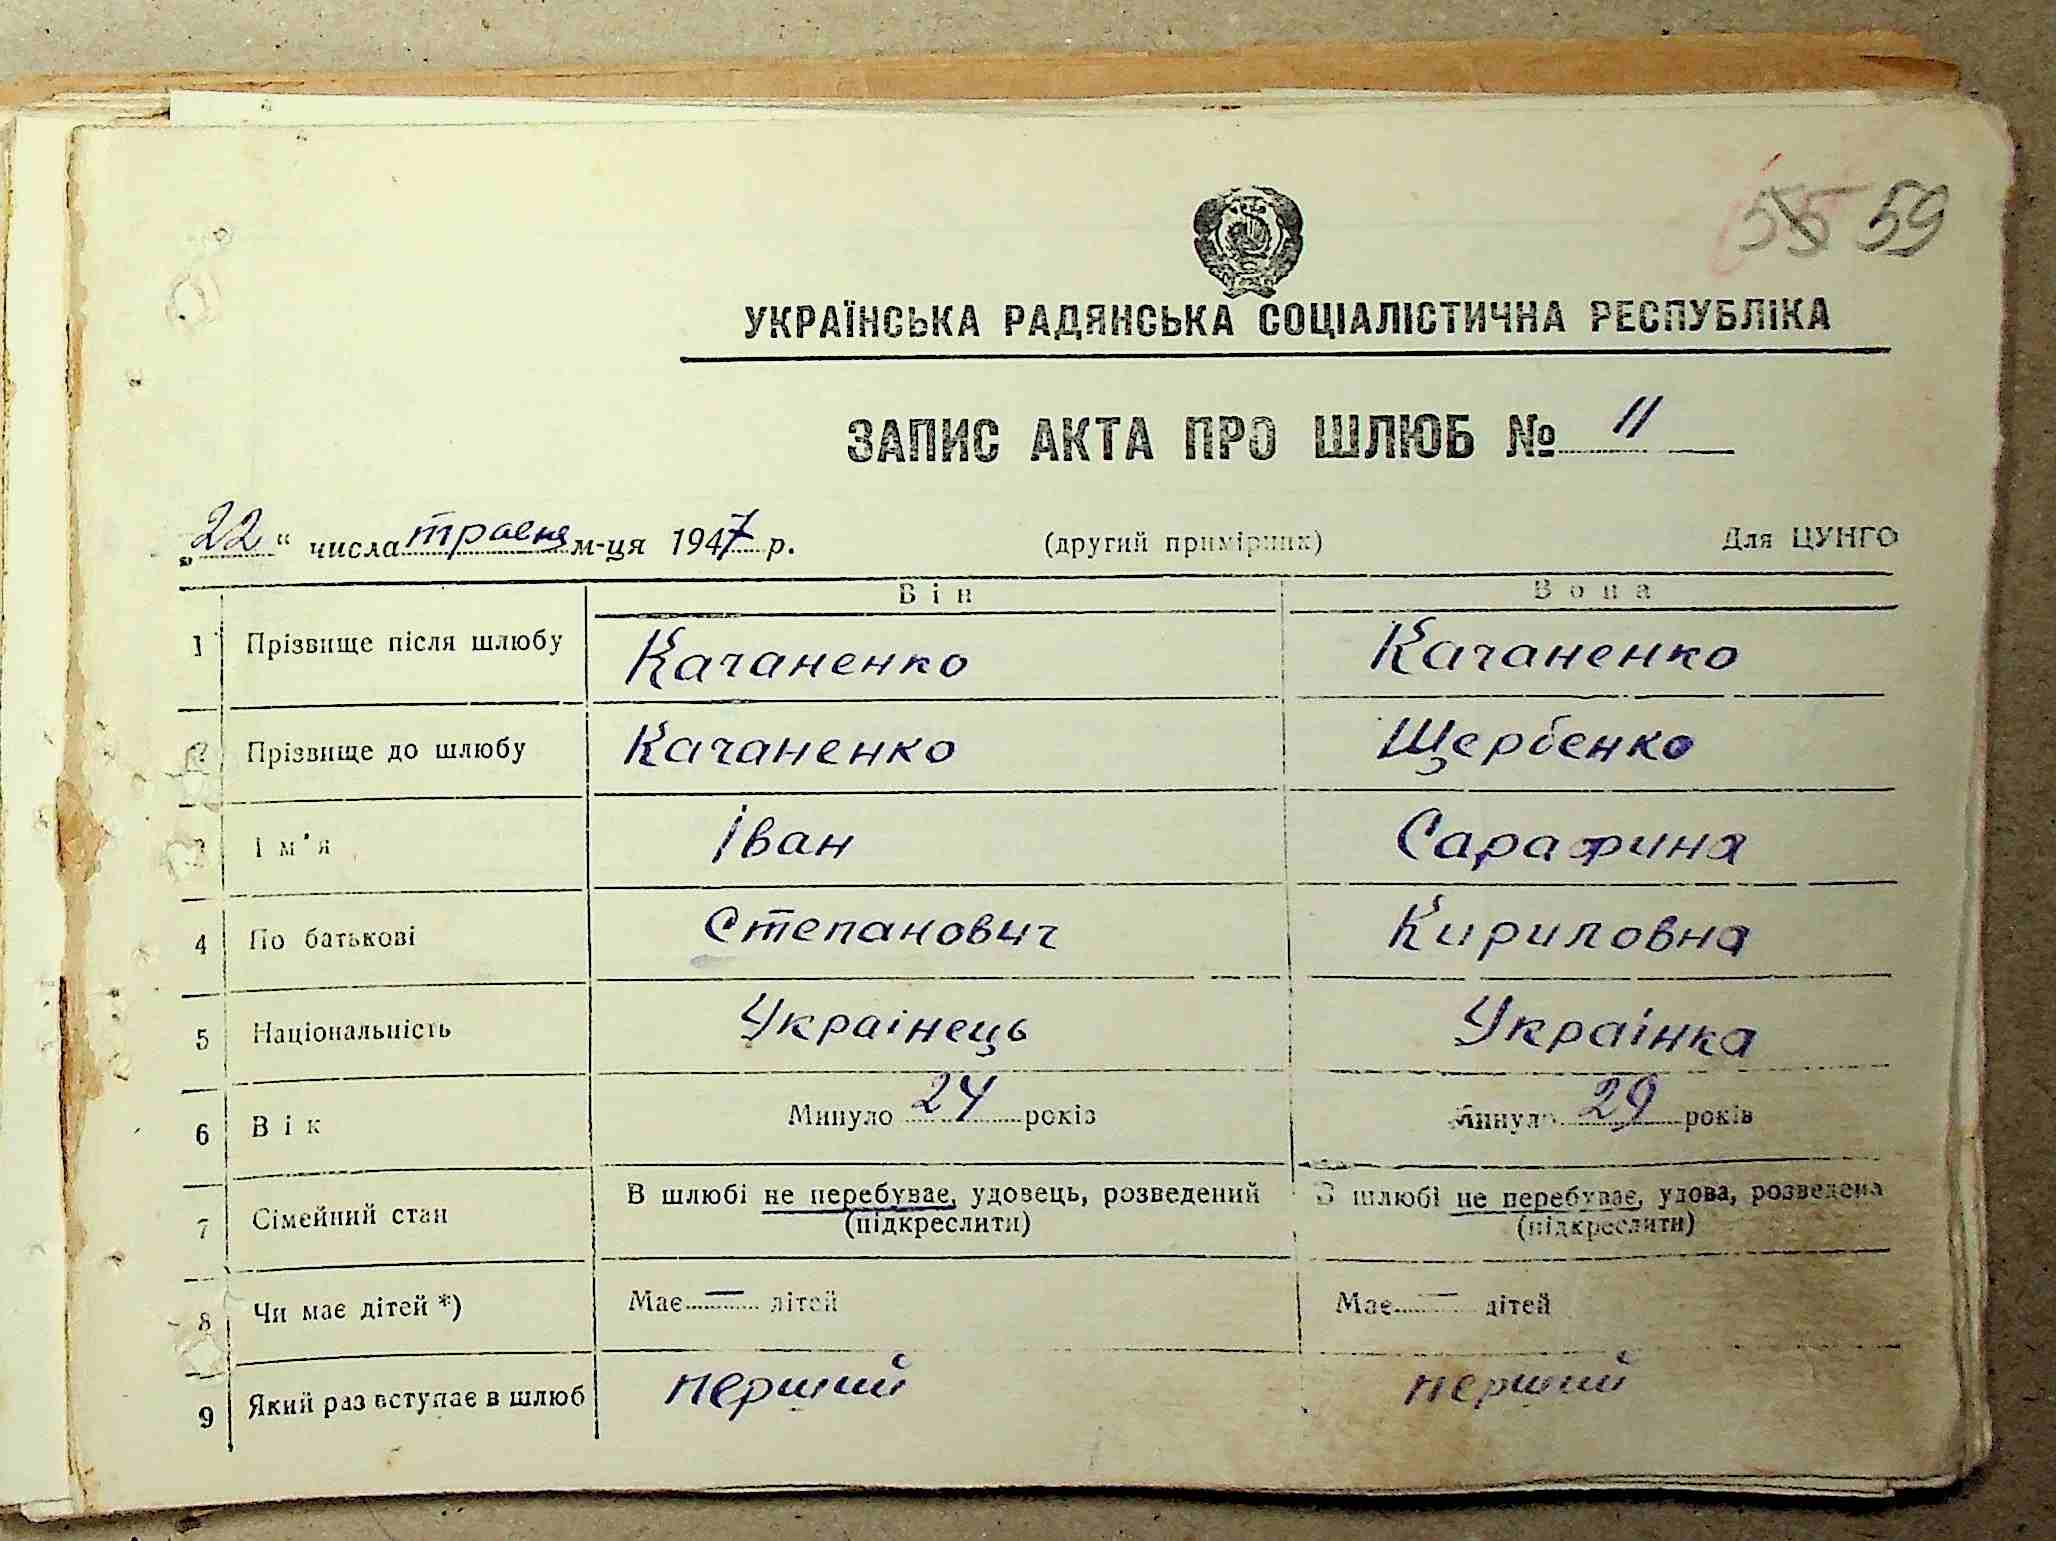 55 59
УКРАЇНСЬКА РАДЯНСЬКА СОЦІАЛІСТИЧНА РЕСПУБЛІКА
ЗАПИС АКТА ПРО ШЛЮБ № 11
„22“ числа травня м-ця 1947 р. (другий примірник) Для ЦУНГО
Він Вона
1 Прізвище після шлюбу Качаненко Качаненко
2 Прізвище до шлюбу Качаненко Щербенко
3 Ім'я Іван Сарафина
4 По батькові Степанович Кириловна
5 Національність Українець Українка
6 Вік Минуло 24 років Минуло 29 років
7 Сімейний стан В шлюбі не перебуває, удовець, розведений В шлюбі не перебуває, удова, розведена
(підкреслити) (підкреслити)
8 Чи має дітей *) Має — дітей Має — дітей
9 Який раз вступає в шлюб перший перший